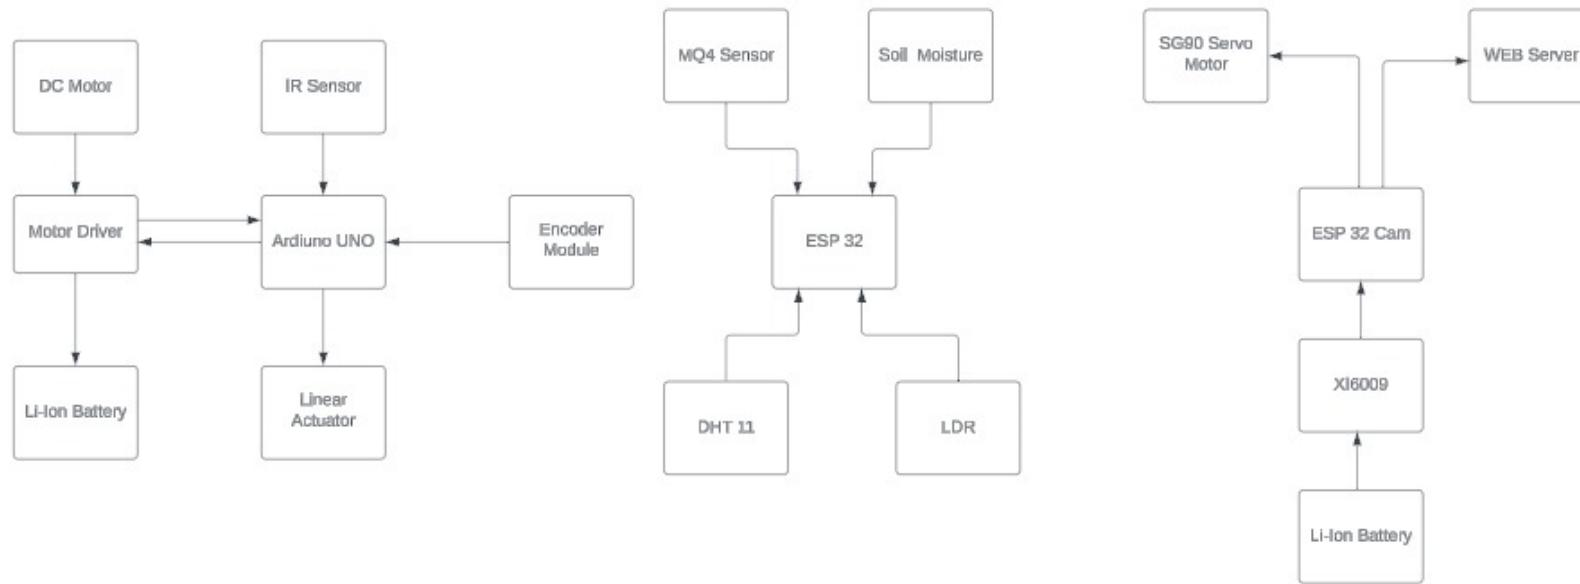 DC Motor
IR Sensor
MQ4 Sensor
Soil Moisture
SG90 Servo
Motor
WEB Server
Motor Driver
Ardiuno UNO
Encoder
Module
ESP 32
ESP 32 Cam
Li-Ion Battery
Linear
Actuator
DHT 11
LDR
Xl6009
Li-Ion Battery